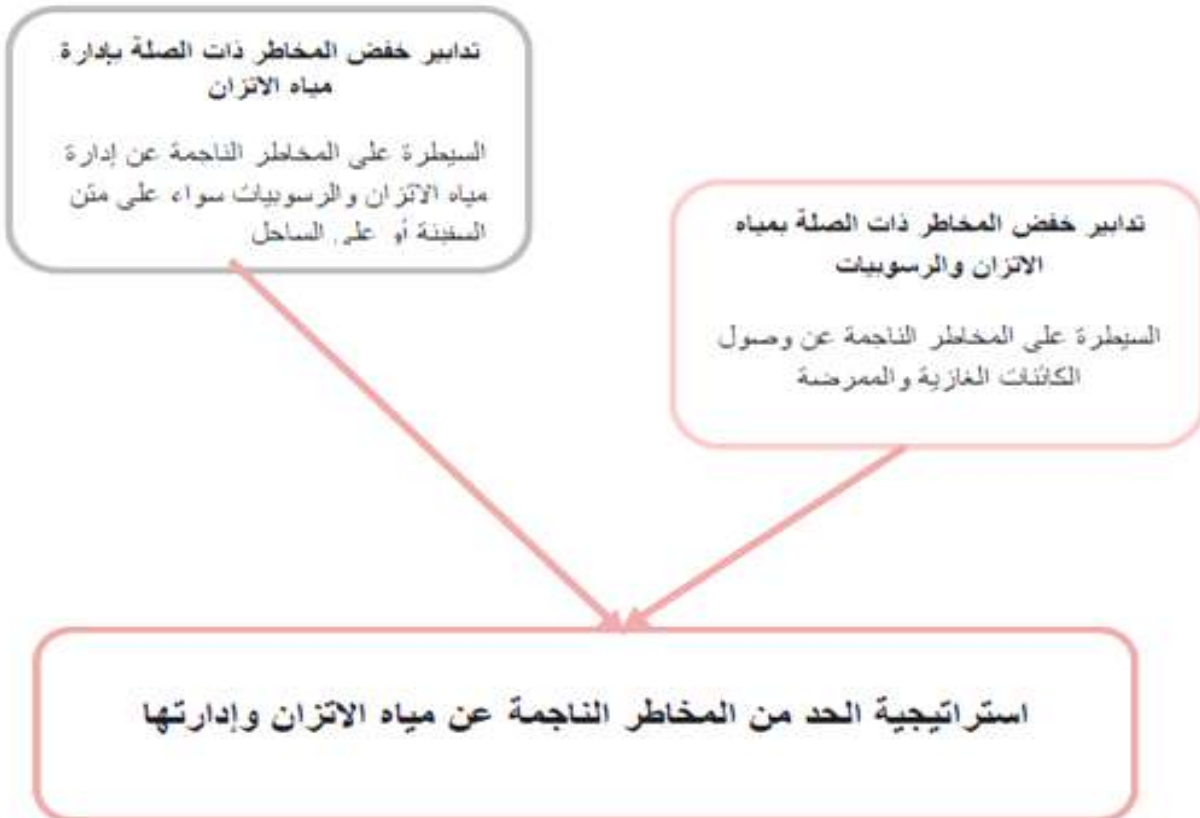 تدابير خفض المخاطر ذات الصلة بإدارة
مياه الاتزان
السيطرة على المخاطر الناجمة عن إدارة
مياه الاتزان والرسوبيات سواء على متن
السفينة أو على الساحل
تدابير خفض المخاطر ذات الصلة بمياه
الاتزان والرسوبيات
السيطرة على المخاطر الناجمة عن وصول
الكائنات الغازية والممرضة
استراتيجية الحد من المخاطر الناجمة عن مياه الاتزان وإدارتها